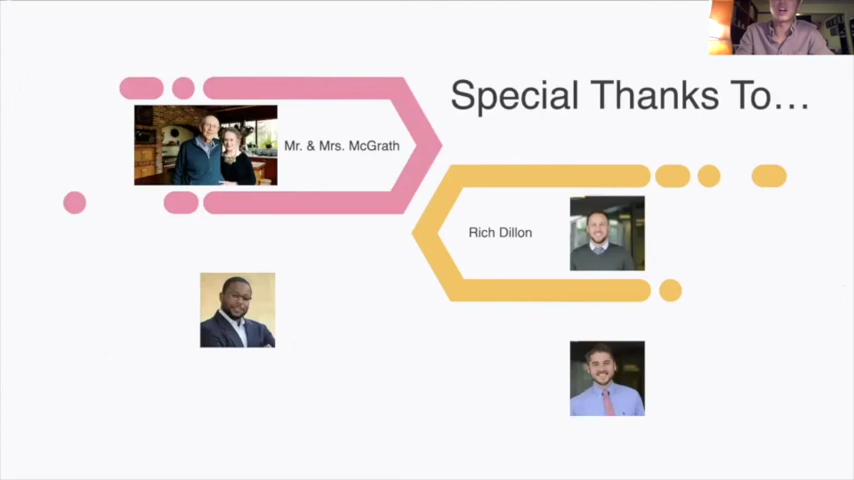 Special Thanks To...
Mr. & Mrs. McGrath
Rich Dillon